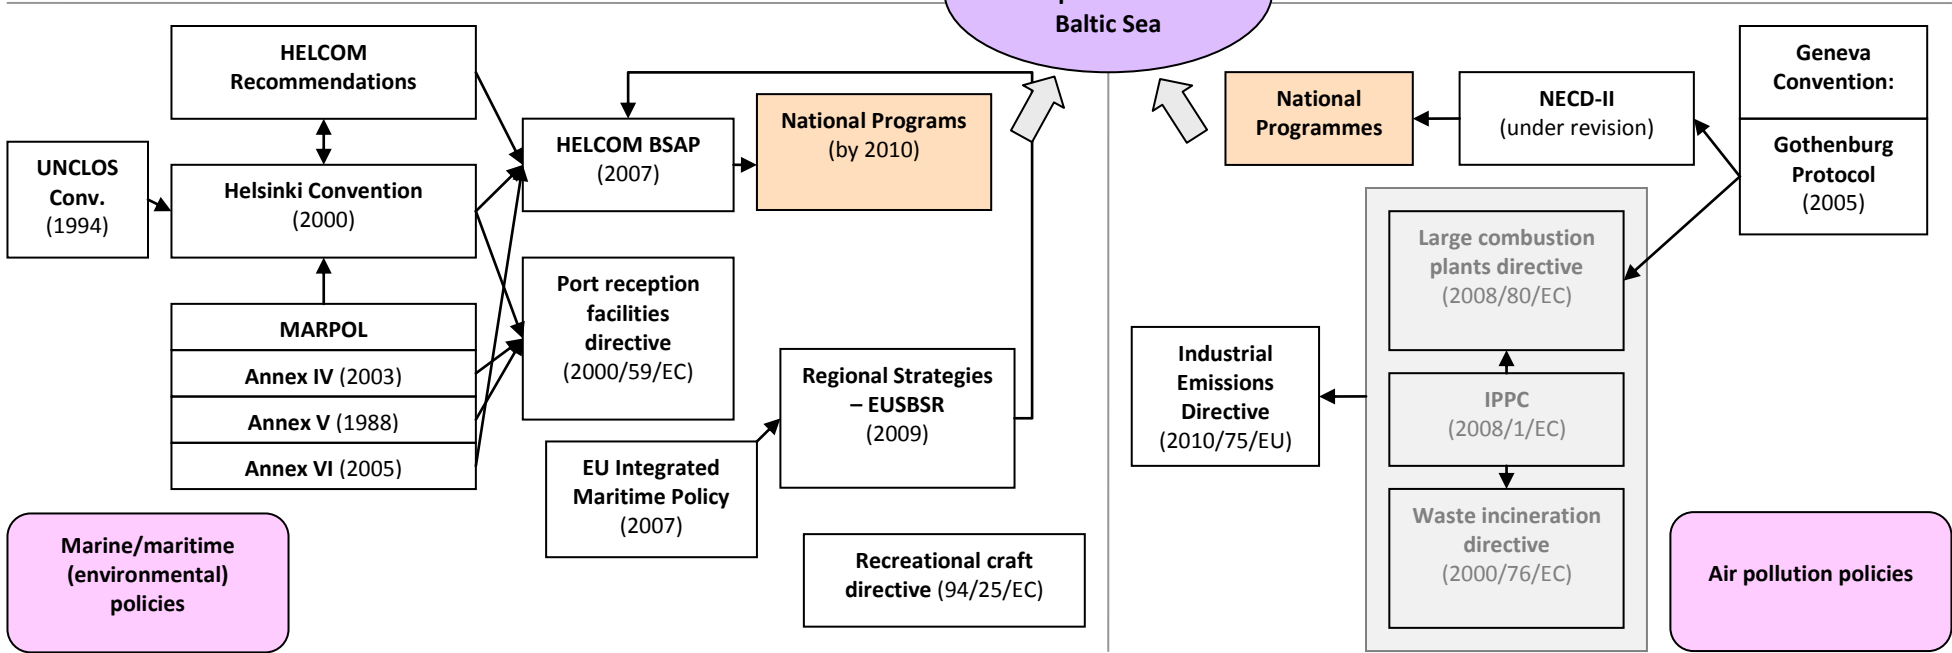 Baltic Sea
HELCOM
Recommendations
UNCLOS
Conv.
(1994)
Helsinki Convention
(2000)
MARPOL
Annex IV (2003)
Annex V (1988)
Annex VI (2005)
HELCOM BSAP
(2007)
National Programs
(by 2010)
Port reception
facilities
directive
(2000/59/EC)
Regional Strategies
– EUSBSR
(2009)
EU Integrated
Maritime Policy
(2007)
Recreational craft
directive (94/25/EC)
Marine/maritime
(environmental)
policies
National
Programmes
NECD-II
(under revision)
Geneva
Convention:
Gothenburg
Protocol
(2005)
Large combustion
plants directive
(2008/80/EC)
Industrial
Emissions
Directive
(2010/75/EU)
IPPC
(2008/1/EC)
Waste incineration
directive
(2000/76/EC)
Air pollution policies